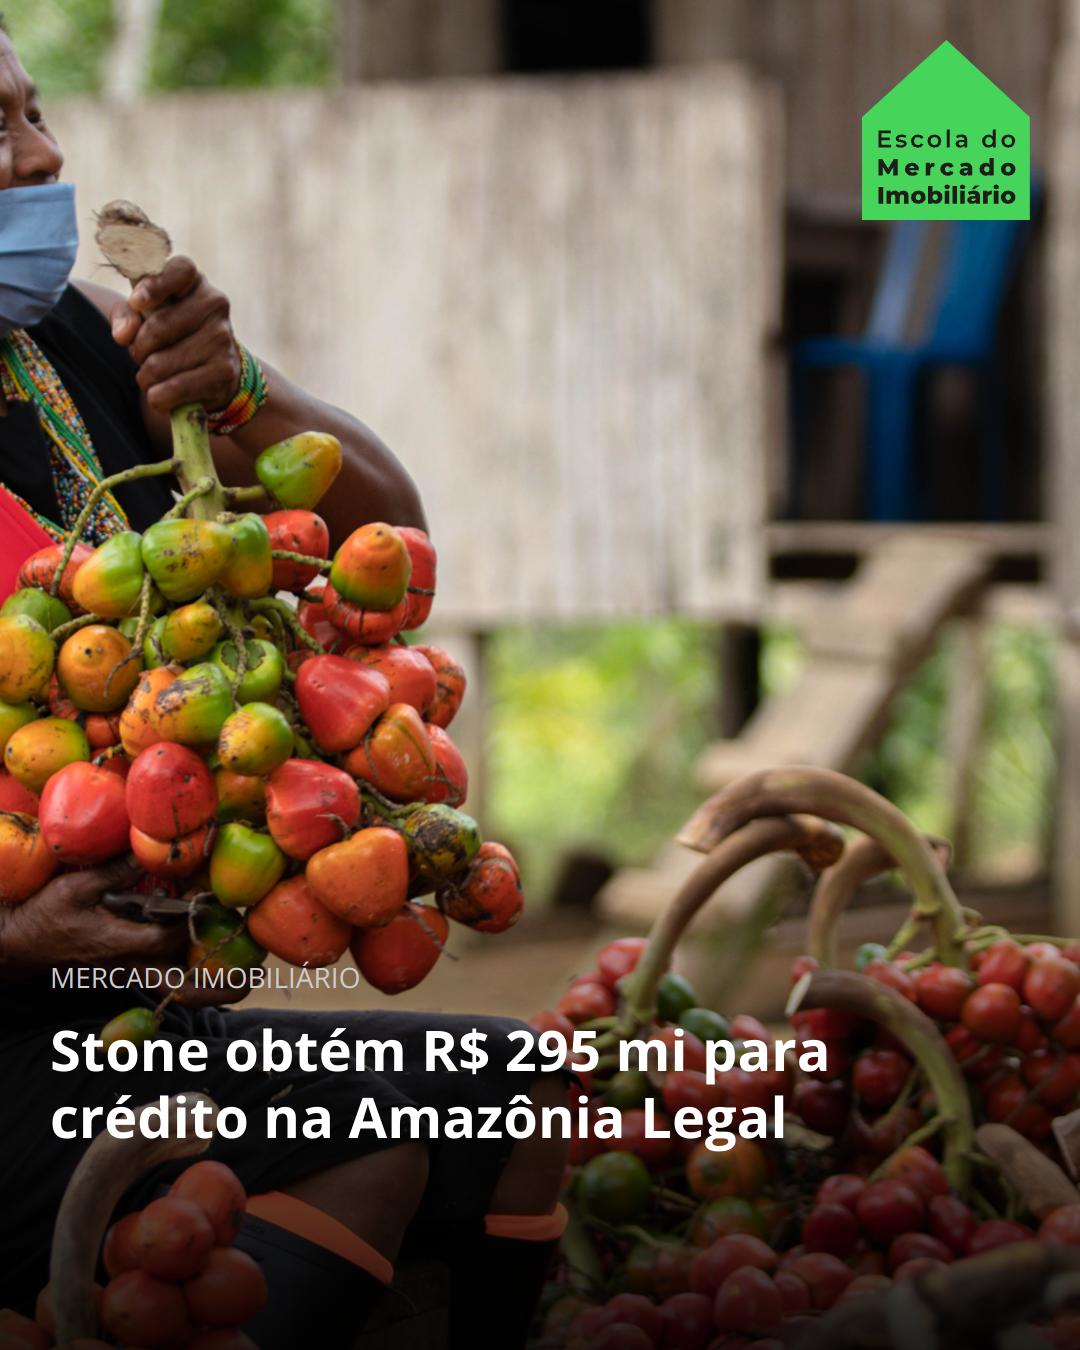 Escola do
Mercado
Imobiliário
MERCADO IMOBILIÁRIO
Stone obtém R$ 295 mi para
crédito na Amazônia Legal